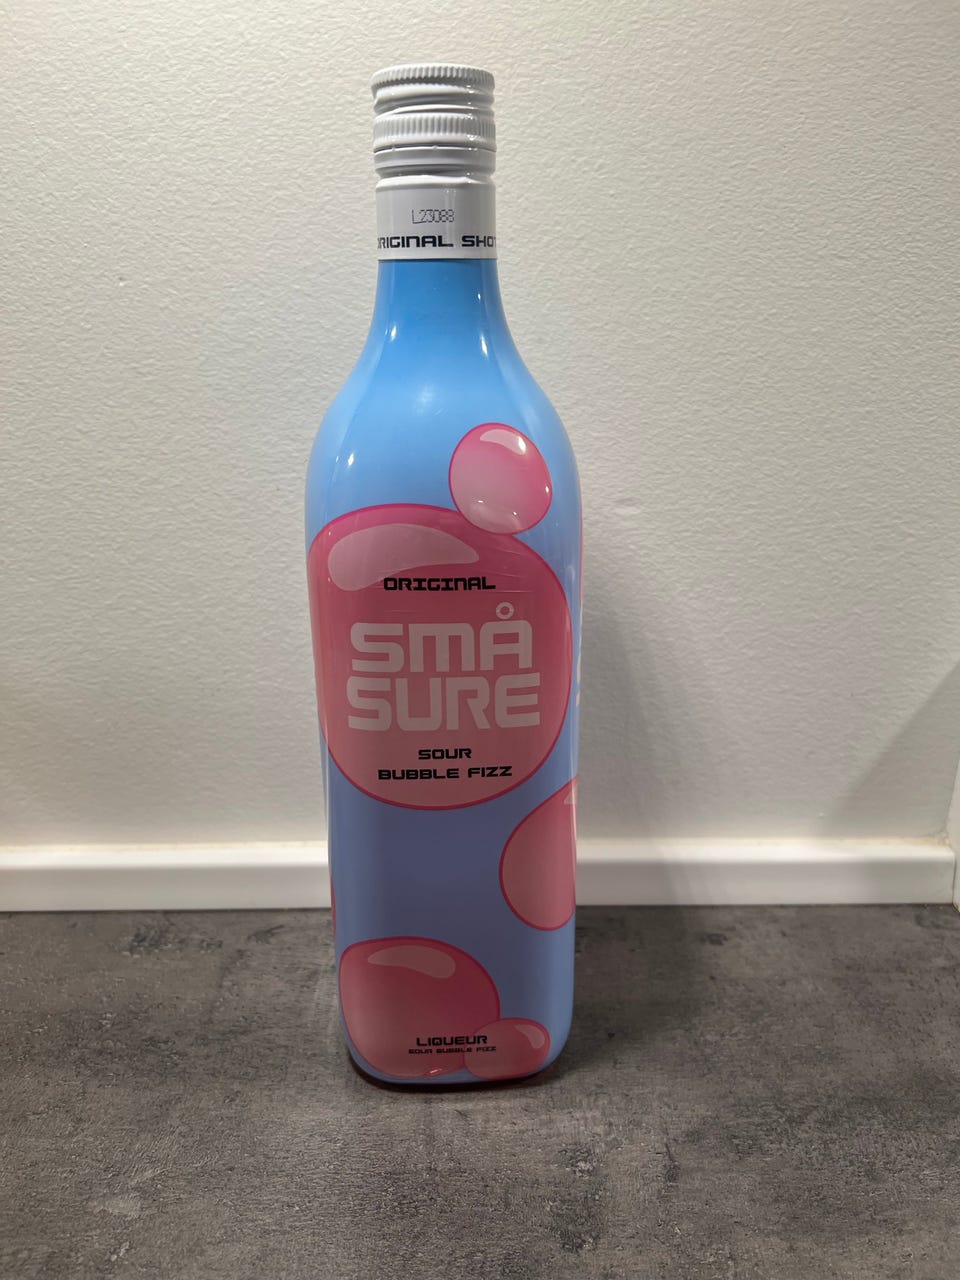 L23088
ORIGINAL SHOT
ORIGINAL
SMÅ
SURE
SOUR
BUBBLE FIZZ
LIQUEUR
SOUR BUBBLE FIZZ